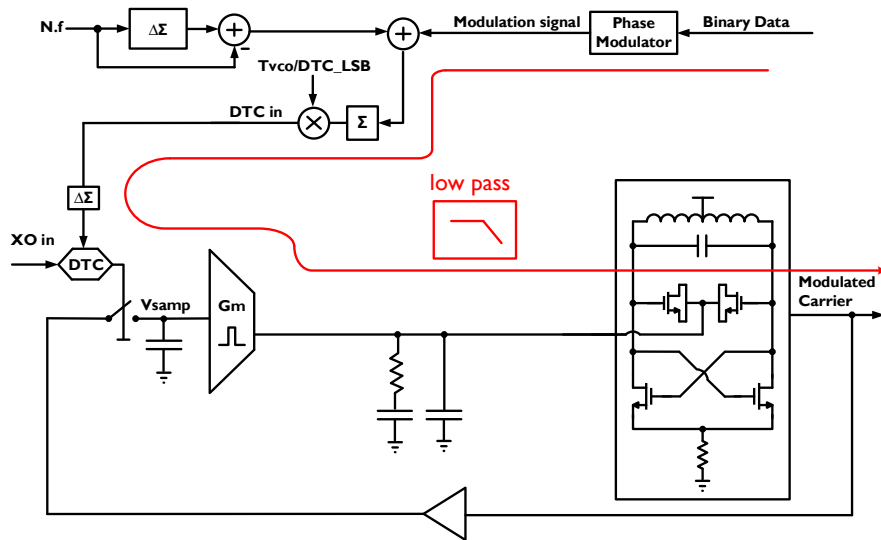 N.f
ΔΣ
+
-
+
Modulation signal
Phase
Modulator
Binary Data
Tvco/DTC_LSB
DTC in
×
Σ
ΔΣ
low pass
XO in
DTC
Vsamp
Gm
Modulated
Carrier